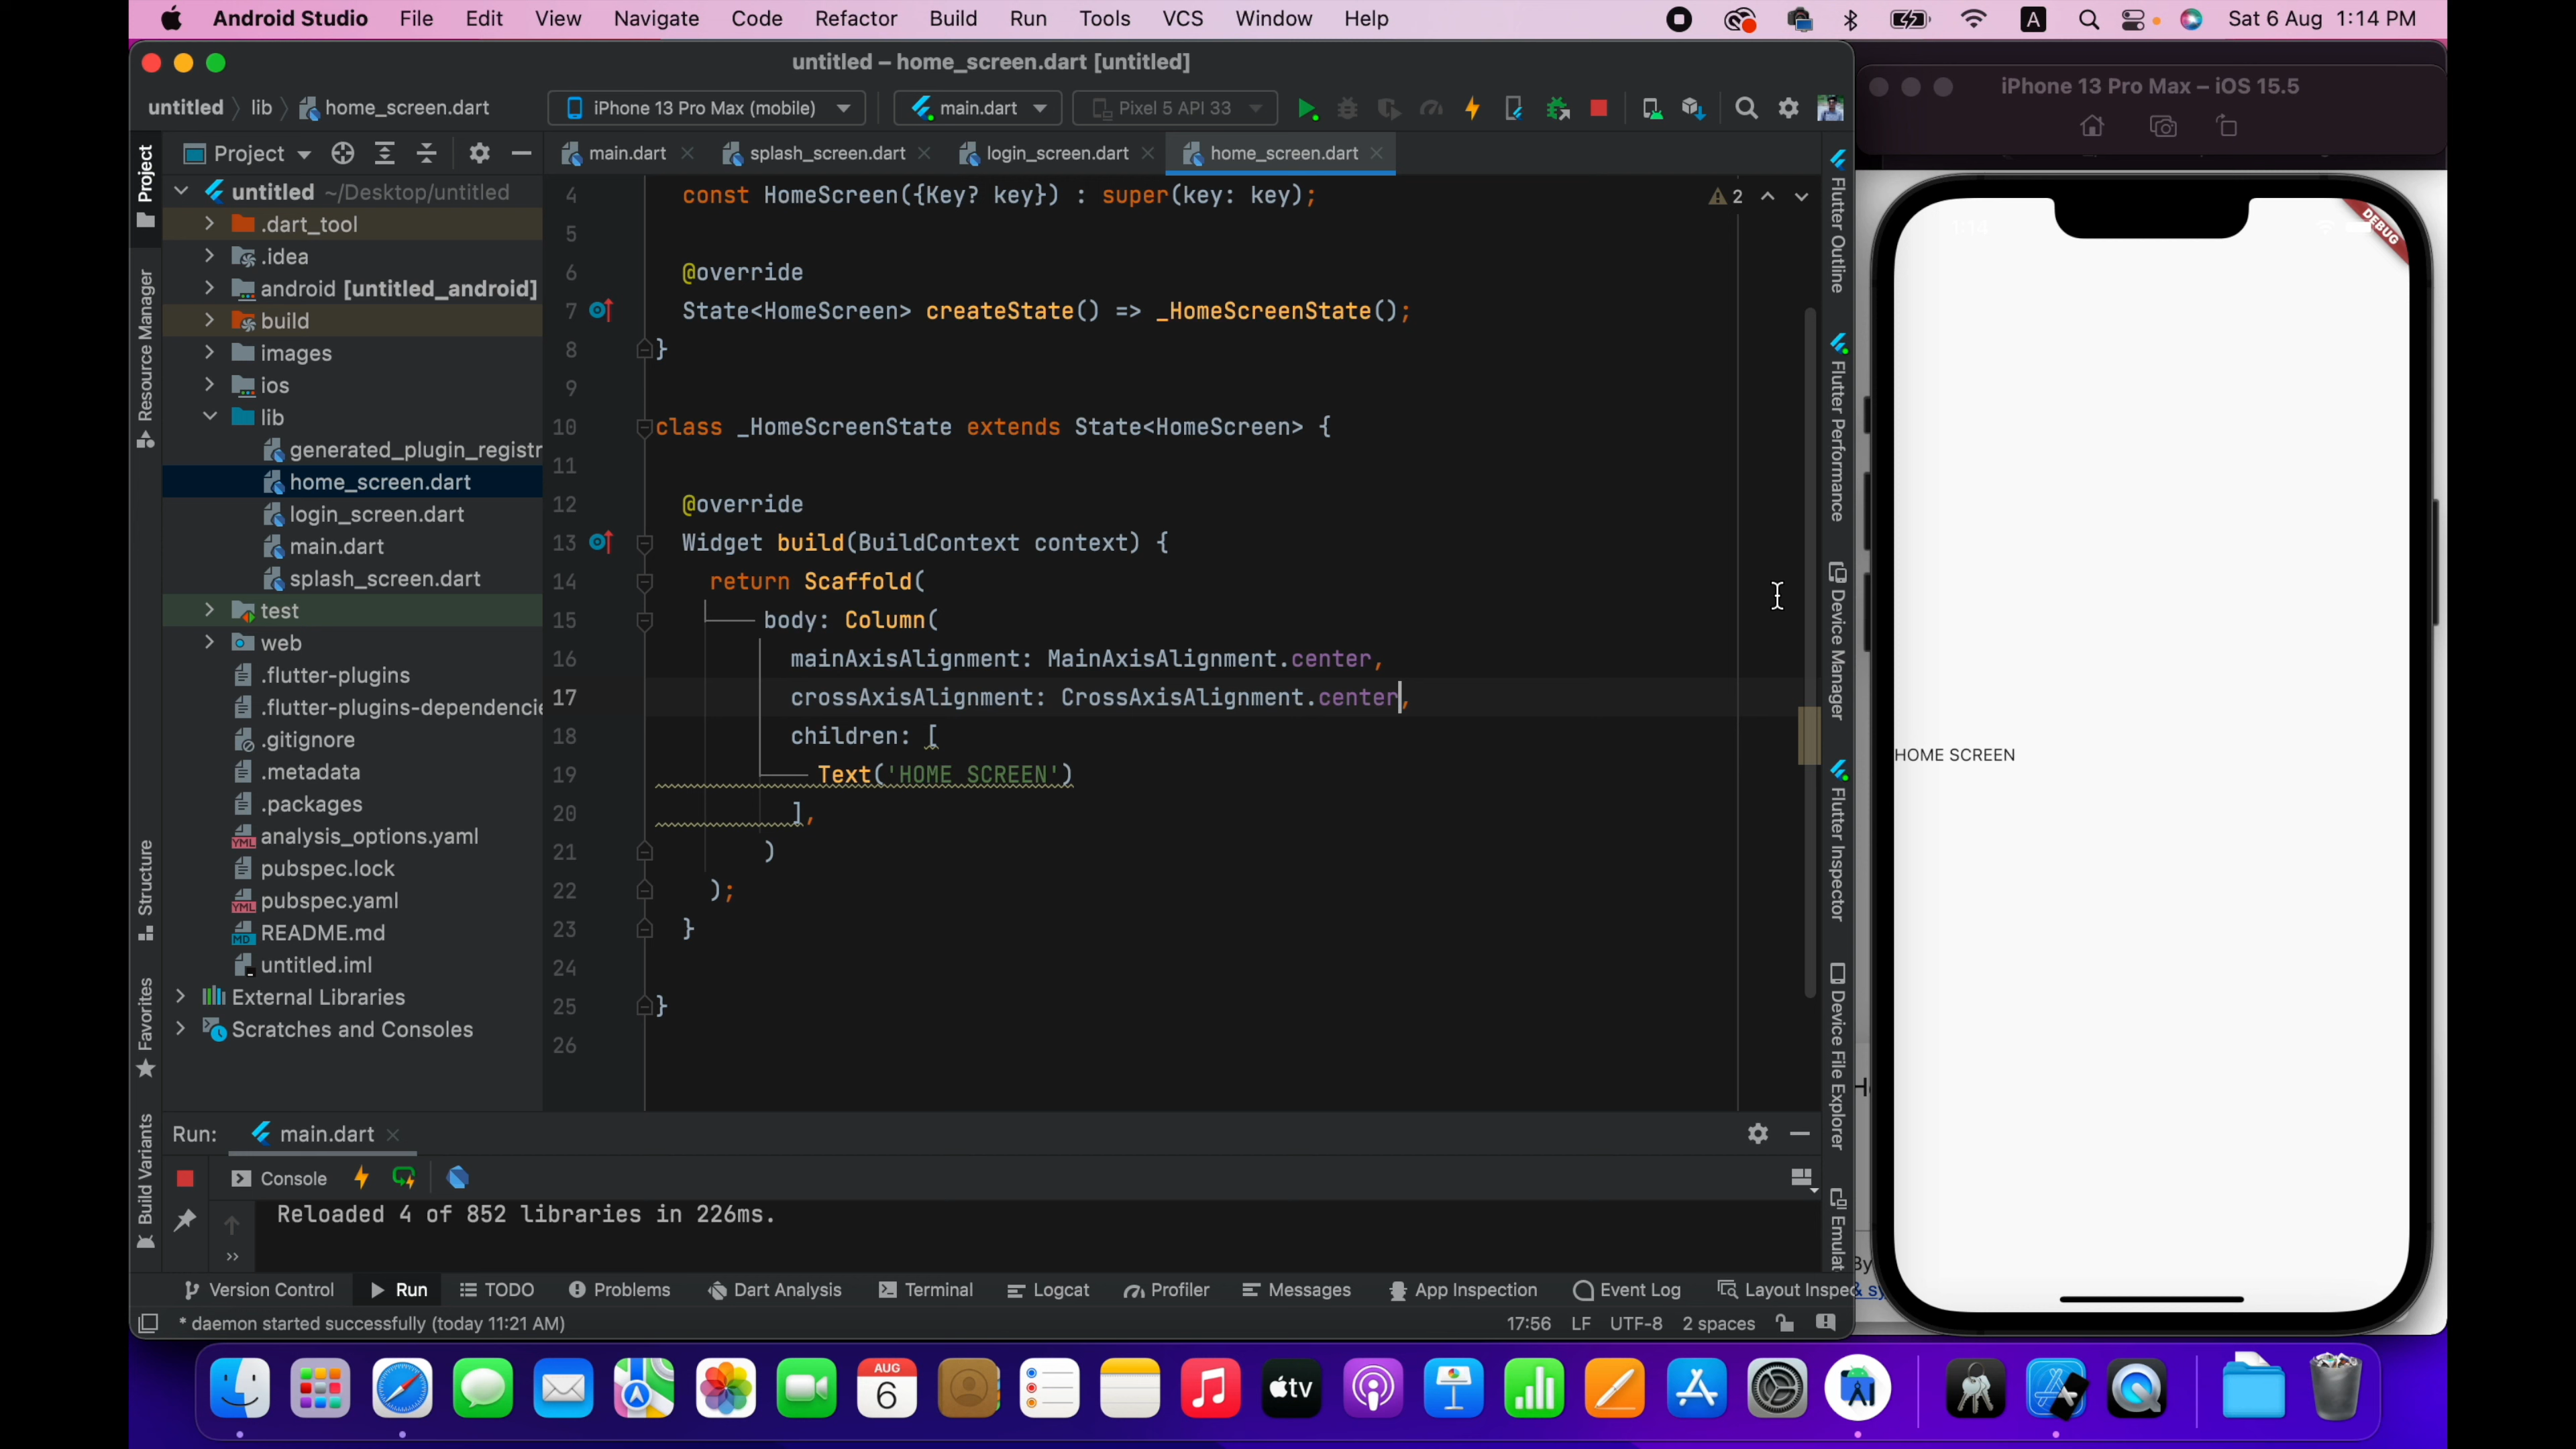 Android Studio File Edit View Navigate Code Refactor Build Run Tools VCS Window Help Sat 6 Aug 1:14 PM
untitled – home_screen.dart [untitled]
iPhone 13 Pro Max – iOS 15.5
untitled lib home_screen.dart iPhone 13 Pro Max (mobile) main.dart Pixel 5 API 33
Project
main.dart splash_screen.dart login_screen.dart home_screen.dart
untitled ~/Desktop/untitled
.dart_tool
.idea
android [untitled_android]
build
images
ios
lib
generated_plugin_registr
home_screen.dart
login_screen.dart
main.dart
splash_screen.dart
test
web
.flutter-plugins
.flutter-plugins-dependencie
.gitignore
.metadata
.packages
analysis_options.yaml
pubspec.lock
pubspec.yaml
README.md
untitled.iml
External Libraries
Scratches and Consoles
Project
Resource Manager
Structure
Favorites
Build Variants
4 const HomeScreen({Key? key}) : super(key: key);
5
6 @override
7 State<HomeScreen> createState() => _HomeScreenState();
8 }
9
10 class _HomeScreenState extends State<HomeScreen> {
11
12 @override
13 Widget build(BuildContext context) {
14 return Scaffold(
15 body: Column(
16 mainAxisAlignment: MainAxisAlignment.center,
17 crossAxisAlignment: CrossAxisAlignment.center,
18 children: [
19 Text('HOME SCREEN')
20 ],
21 )
22 );
23 }
24
25 }
26
2
Flutter Outline
Flutter Performance
Device Manager
Flutter Inspector
Device File Explorer
Emulat
DEBUG
HOME SCREEN
Run: main.dart
Console
Reloaded 4 of 852 libraries in 226ms.
Version Control Run TODO Problems Dart Analysis Terminal Logcat Profiler Messages App Inspection Event Log Layout Inspec
* daemon started successfully (today 11:21 AM) 17:56 LF UTF-8 2 spaces
AUG
6
tv